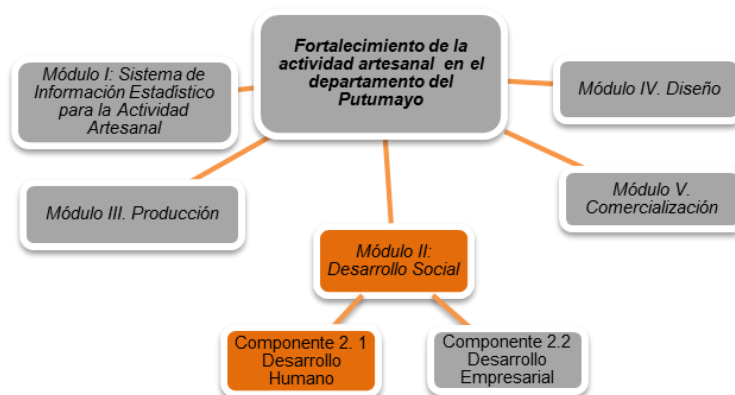 Fortalecimiento de la
actividad artesanal en el
departamento del
Putumayo
Módulo I: Sistema de
Información Estadístico
para la Actividad
Artesanal
Módulo IV. Diseño
Módulo III. Producción
Módulo V.
Comercialización
Módulo II:
Desarrollo Social
Componente 2. 1
Desarrollo
Humano
Componente 2.2
Desarrollo
Empresarial